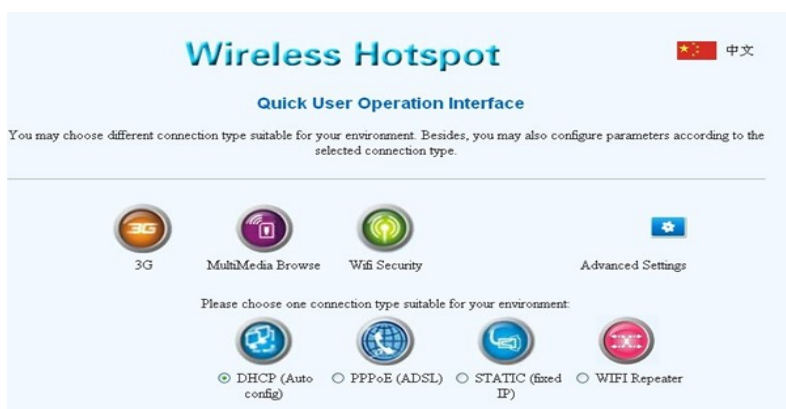 Wireless Hotspot
中文
Quick User Operation Interface
You may choose different connection type suitable for your environment. Besides, you may also configure parameters according to the
selected connection type.
3G
3G
MultiMedia Browse
Wifi Security
Advanced Settings
Please choose one connection type suitable for your environment:
DHCP (Auto
config)
PPPoE (ADSL)
STATIC (fixed
IP)
WIFI Repeater